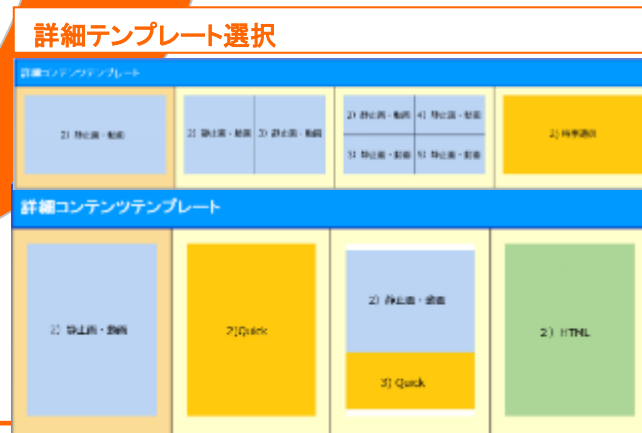 詳細テンプレート選択
詳細コンテンツテンプレート
2) 静止画・動画
2) 静止画・動画 3) 静止画・動画
2) 静止画・動画 4) 静止画・動画
3) 静止画・動画 5) 静止画・動画
詳細コンテンツテンプレート
2) 静止画・動画
2)Quick
2) 静止画・動画
3) Quick
2) HTML